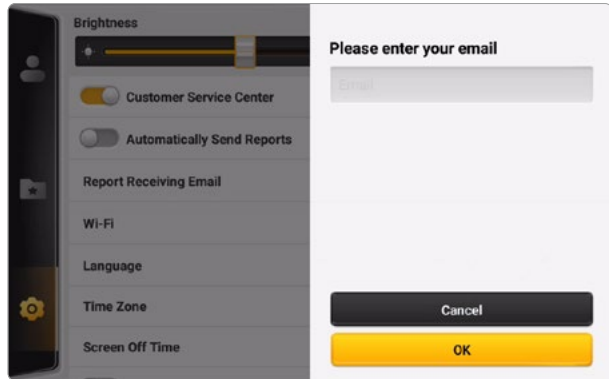 Brightness
Customer Service Center
Automatically Send Reports
Report Receiving Email
Wi-Fi
Language
Time Zone
Screen Off Time
Please enter your email
Email
Cancel
OK